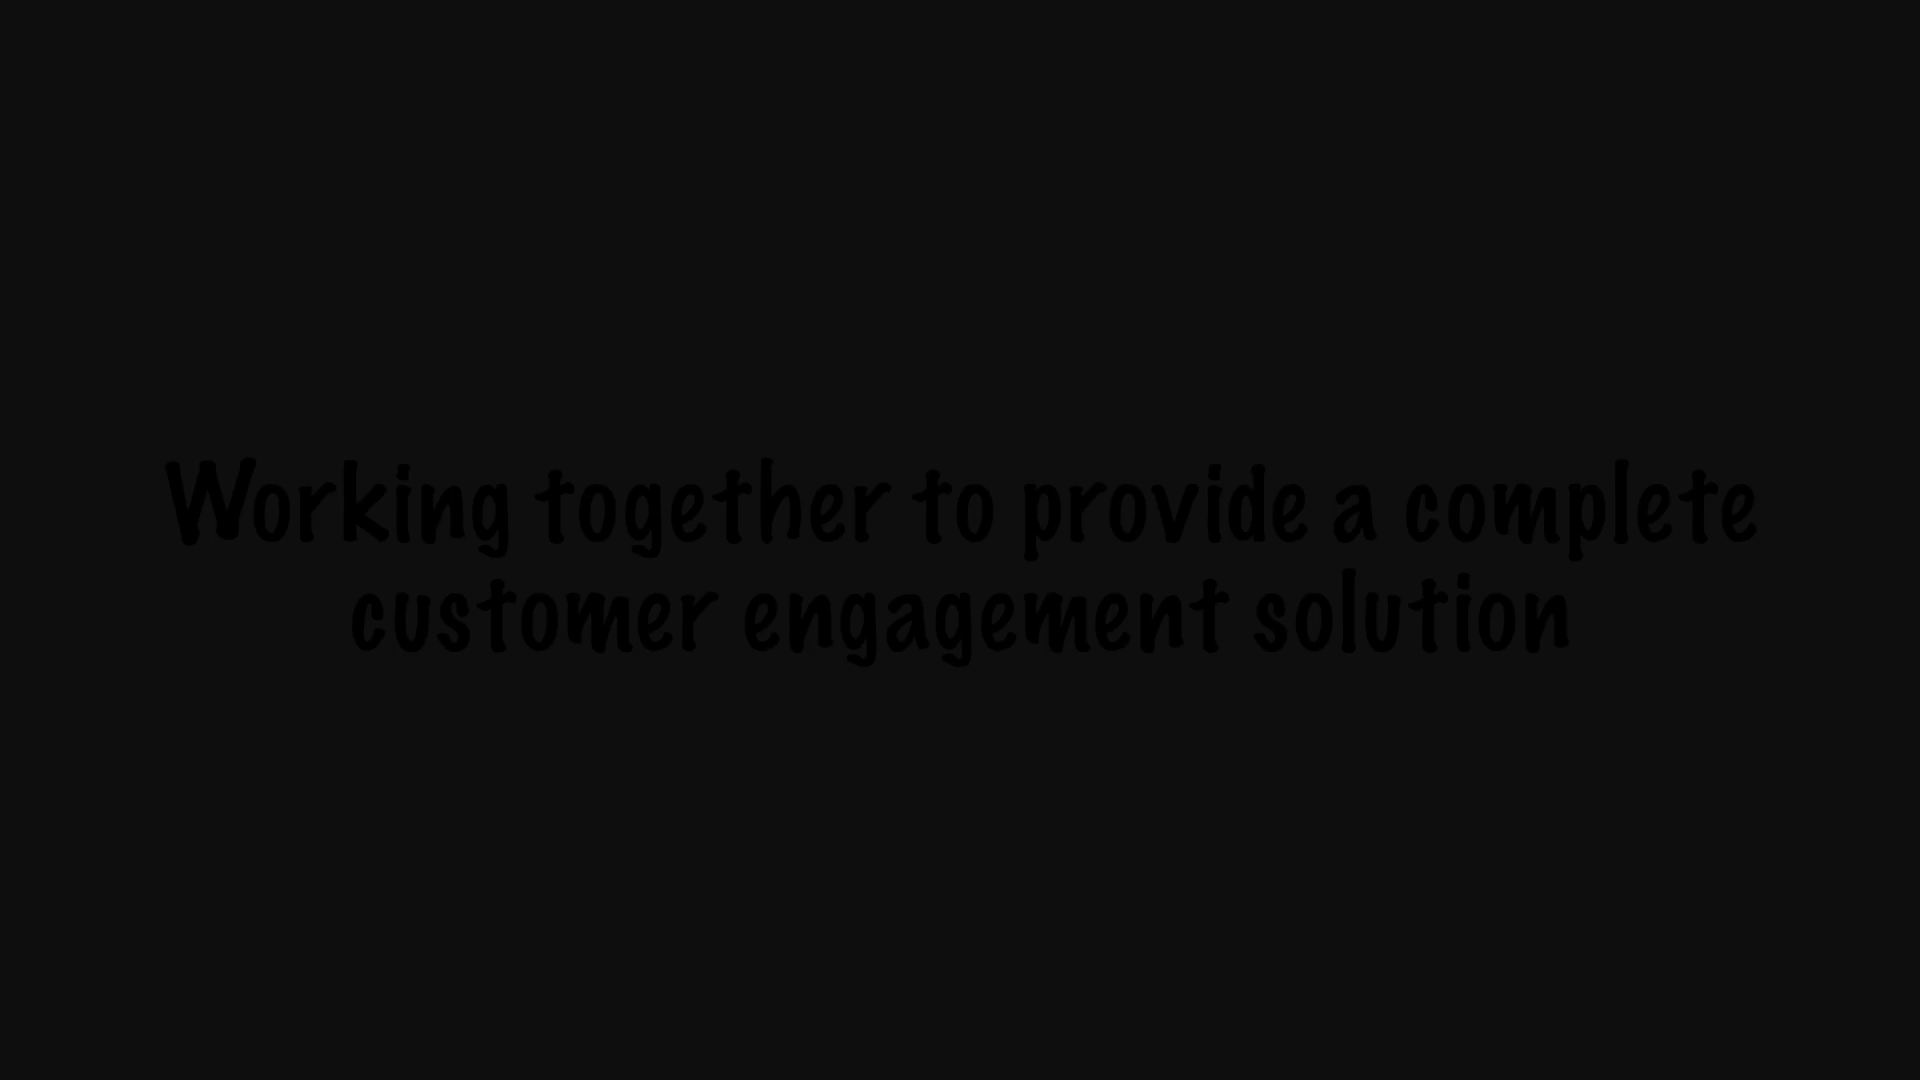 Working together to provide a complete
customer engagement solution